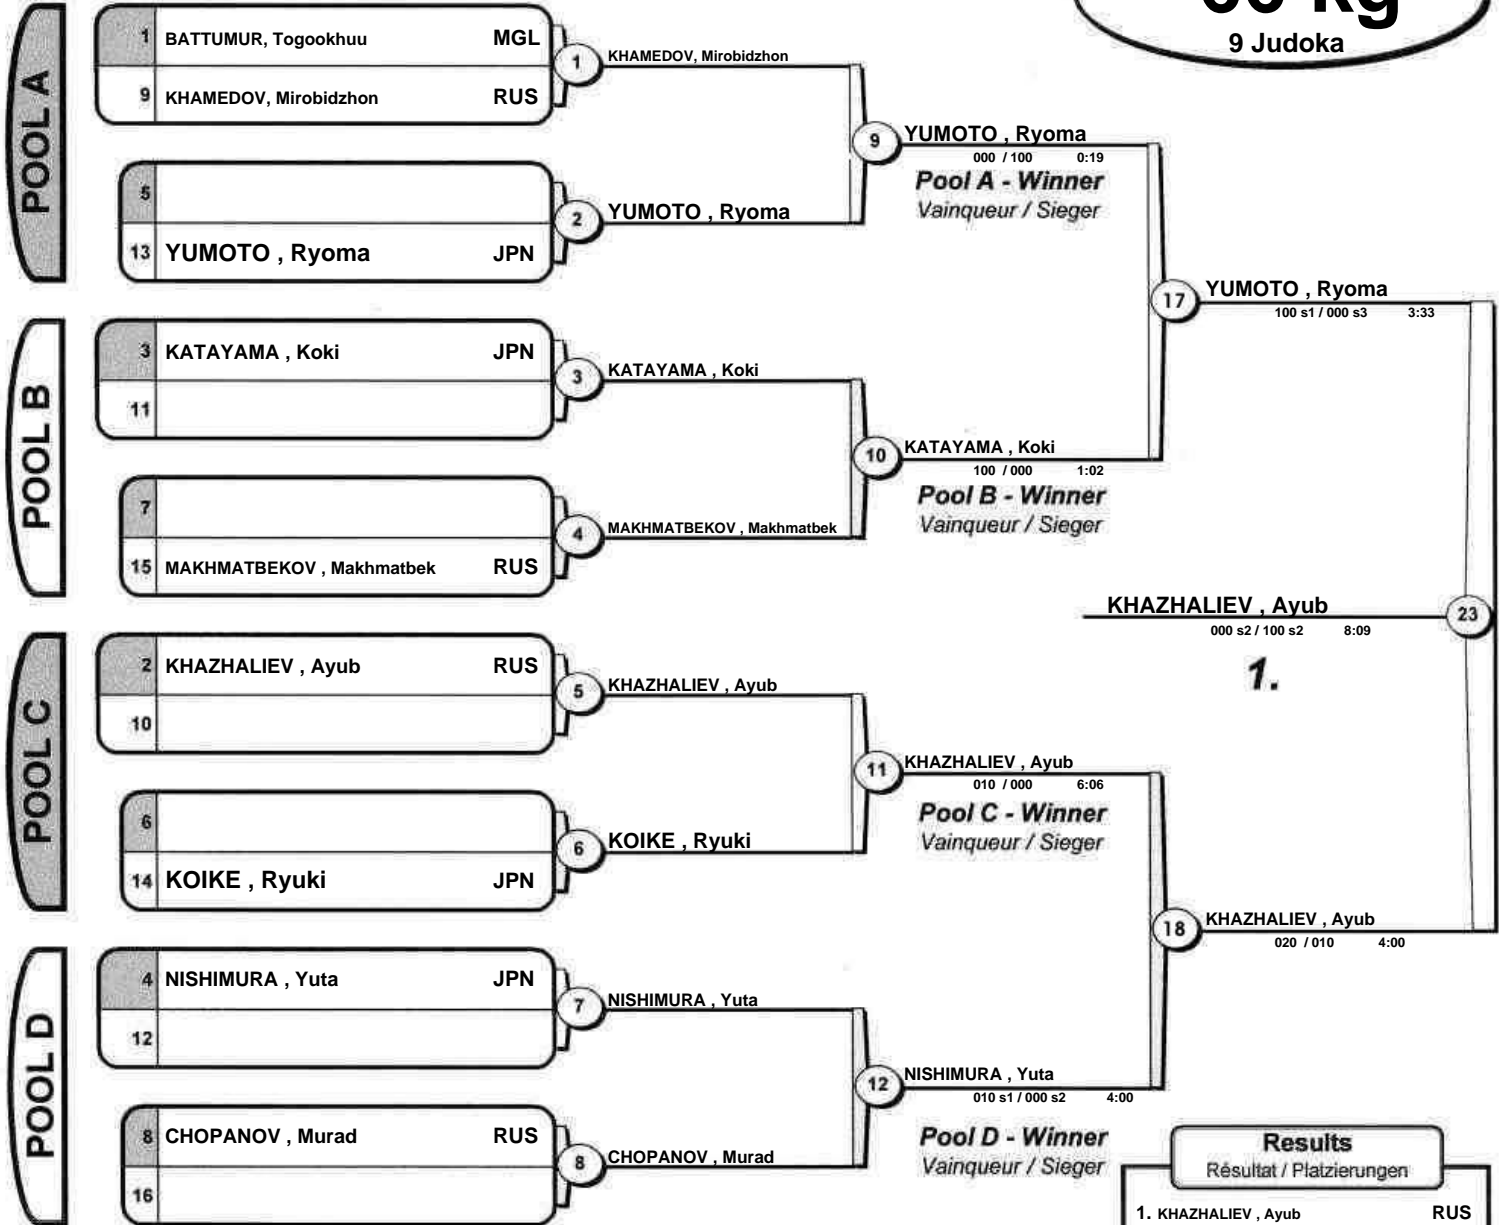 9 Judoka
POOL A
1 BATTUMUR, Togookhuu MGL
9 KHAMEDOV, Mirobidzhon RUS
1 KHAMEDOV, Mirobidzhon
5
13 YUMOTO , Ryoma JPN
2 YUMOTO , Ryoma
9 YUMOTO , Ryoma
000 / 100 0:19
Pool A - Winner
Vainqueur / Sieger
POOL B
3 KATAYAMA , Koki JPN
11
3 KATAYAMA , Koki
7
15 MAKHMATBEKOV , Makhmatbek RUS
4 MAKHMATBEKOV , Makhmatbek
10 KATAYAMA , Koki
100 / 000 1:02
Pool B - Winner
Vainqueur / Sieger
17 YUMOTO , Ryoma
100 s1 / 000 s3 3:33
KHAZHALIEV , Ayub 23
000 s2 / 100 s2 8:09
1.
POOL C
2 KHAZHALIEV , Ayub RUS
10
5 KHAZHALIEV , Ayub
6
14 KOIKE , Ryuki JPN
6 KOIKE , Ryuki
11 KHAZHALIEV , Ayub
010 / 000 6:06
Pool C - Winner
Vainqueur / Sieger
POOL D
4 NISHIMURA , Yuta JPN
12
7 NISHIMURA , Yuta
8 CHOPANOV , Murad RUS
16
8 CHOPANOV , Murad
12 NISHIMURA , Yuta
010 s1 / 000 s2 4:00
Pool D - Winner
Vainqueur / Sieger
18 KHAZHALIEV , Ayub
020 / 010 4:00
Results
Résultat / Platzierungen
1. KHAZHALIEV , Ayub RUS